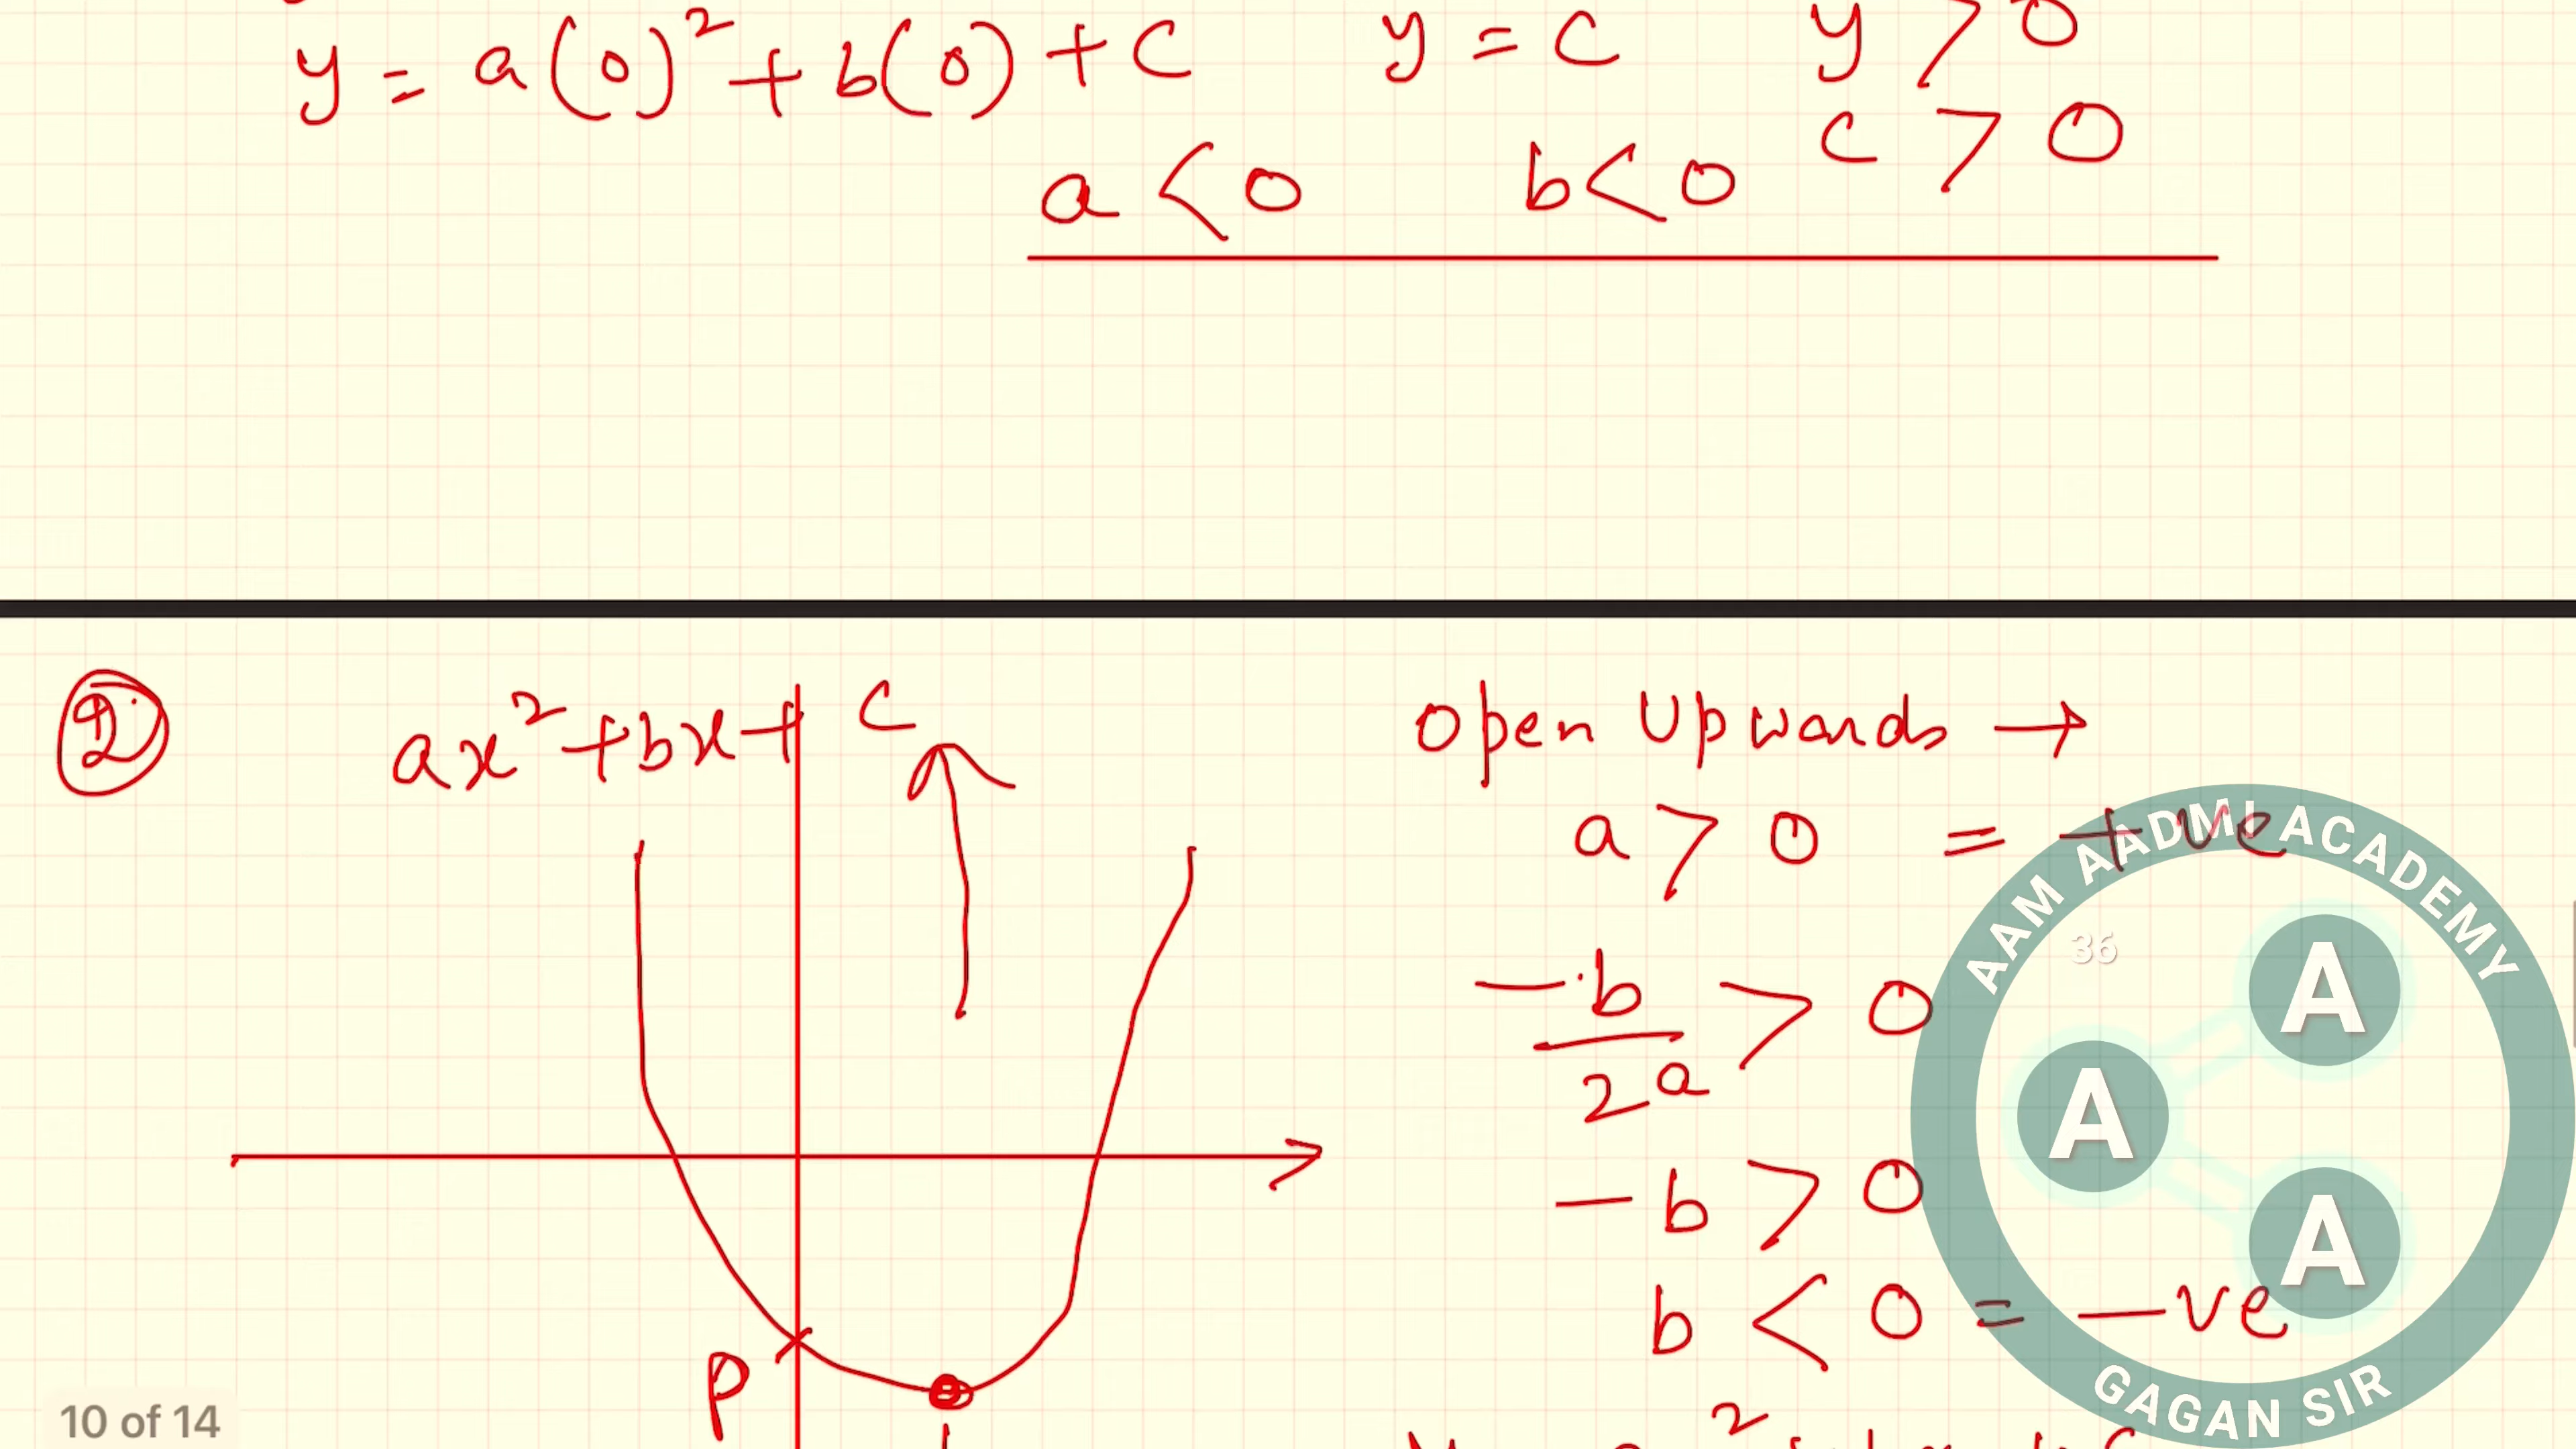 y = a(0)² + b(0) + c   y = c   y > 0
c > 0
a < 0   b < 0
②   ax² + bx + c   Open Upwards →
a > 0 = +ve
-b/2a > 0
-b > 0
b < 0 = -ve
P
AAM AADMI ACADEMY
36
A
A
A
GAGAN SIR
10 of 14